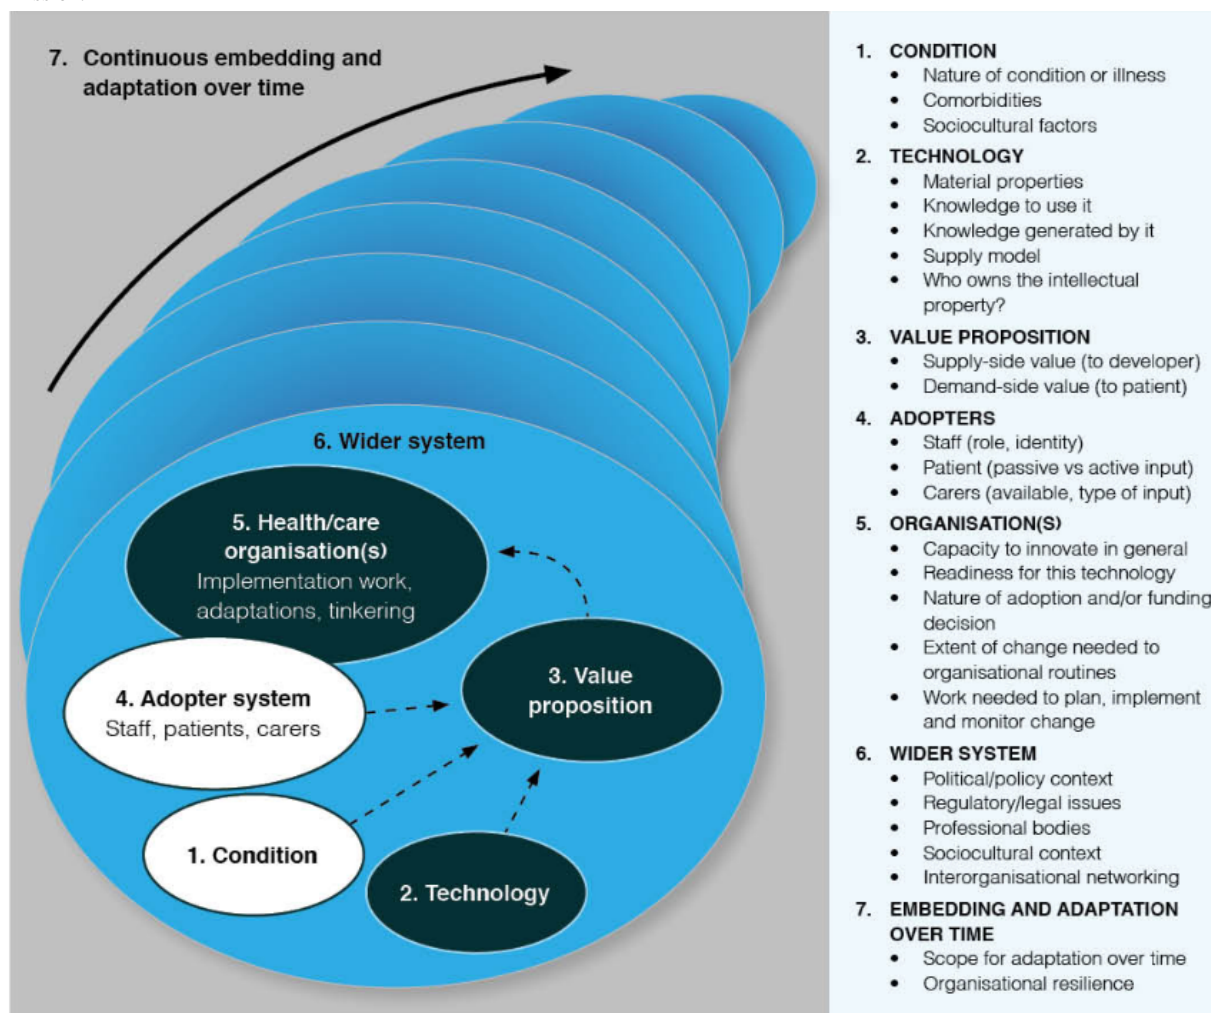 7. Continuous embedding and
adaptation over time
6. Wider system
5. Health/care
organisation(s)
Implementation work,
adaptations, tinkering
4. Adopter system
Staff, patients, carers
3. Value
proposition
1. Condition
2. Technology
1. CONDITION
• Nature of condition or illness
• Comorbidities
• Sociocultural factors
2. TECHNOLOGY
• Material properties
• Knowledge to use it
• Knowledge generated by it
• Supply model
• Who owns the intellectual
property?
3. VALUE PROPOSITION
• Supply-side value (to developer)
• Demand-side value (to patient)
4. ADOPTERS
• Staff (role, identity)
• Patient (passive vs active input)
• Carers (available, type of input)
5. ORGANISATION(S)
• Capacity to innovate in general
• Readiness for this technology
• Nature of adoption and/or funding
decision
• Extent of change needed to
organisational routines
• Work needed to plan, implement
and monitor change
6. WIDER SYSTEM
• Political/policy context
• Regulatory/legal issues
• Professional bodies
• Sociocultural context
• Interorganisational networking
7. EMBEDDING AND ADAPTATION
OVER TIME
• Scope for adaptation over time
• Organisational resilience